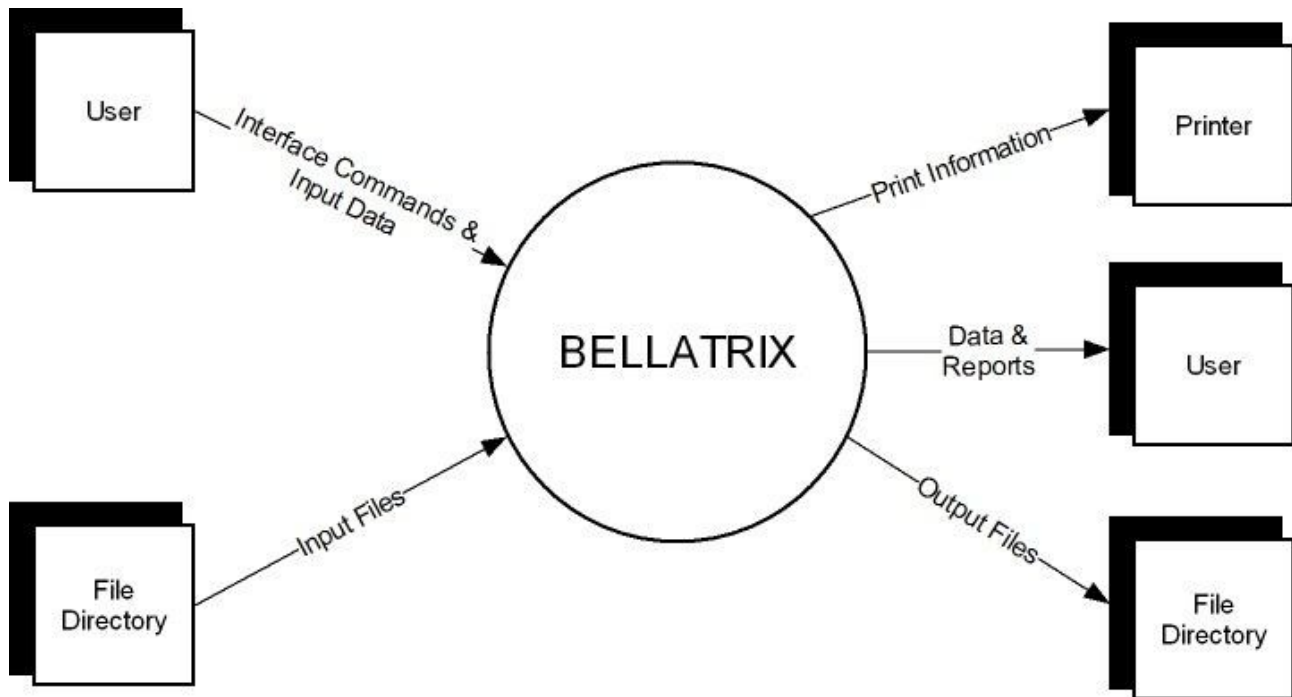 User
Interface Commands &
Input Data
File
Directory
Input Files
BELLATRIX
Print Information
Printer
Data &
Reports
User
Output Files
File
Directory